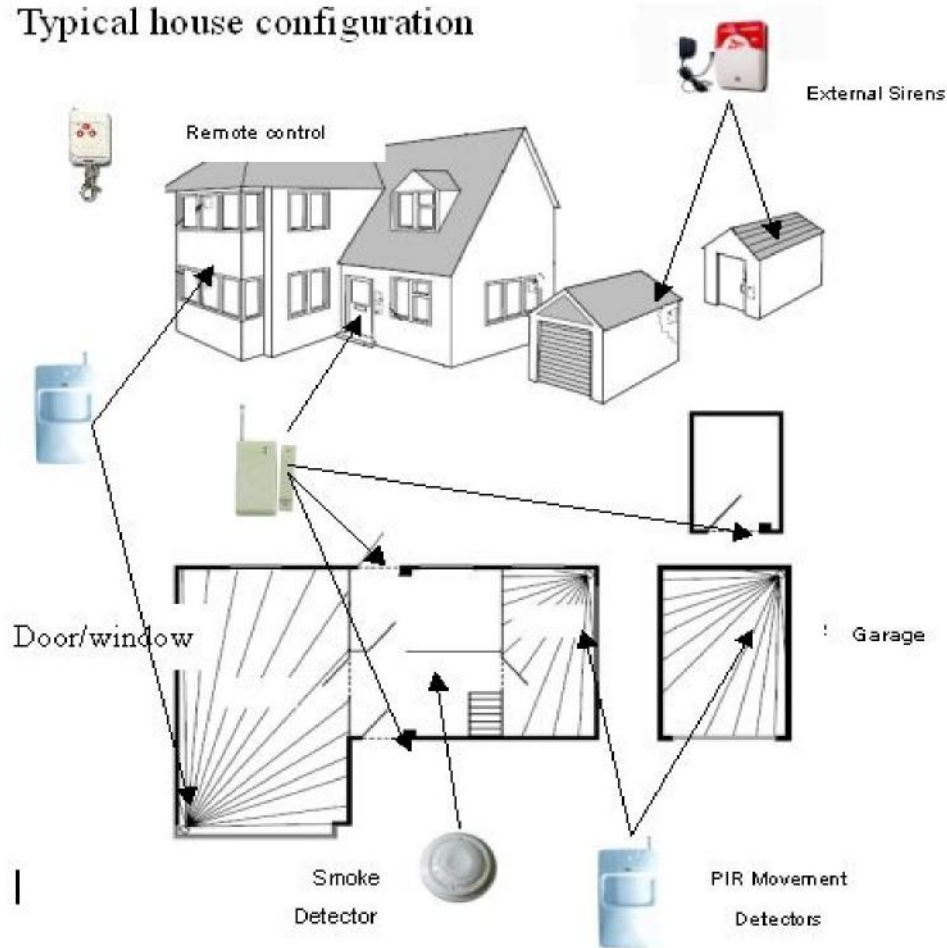 Typical house configuration
External Sirens
Remote control
Door/window
: Garage
Smoke
Detector
PIR Movement
Detectors